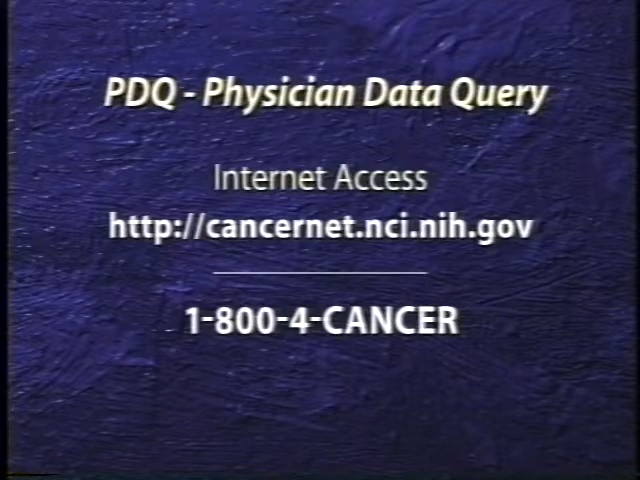 PDQ - Physician Data Query
Internet Access
http://cancernet.nci.nih.gov
1-800-4-CANCER